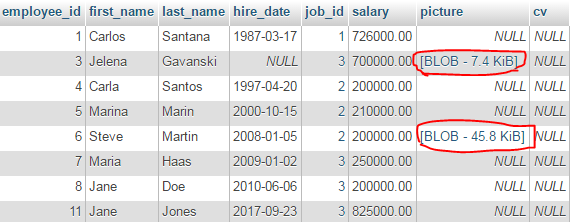 employee_id first_name last_name hire_date job_id salary picture cv
1 Carlos Santana 1987-03-17 1 726000.00 NULL NULL
3 Jelena Gavanski NULL 3 700000.00 [BLOB - 7.4 KiB] NULL
4 Carla Santos 1997-04-20 2 200000.00 NULL NULL
5 Marina Marin 2000-10-15 2 210000.00 NULL NULL
6 Steve Martin 2008-01-05 2 200000.00 [BLOB - 45.8 KiB] NULL
7 Maria Haas 2009-01-02 3 250000.00 NULL NULL
8 Jane Doe 2010-06-06 3 200000.00 NULL NULL
11 Jane Jones 2017-09-23 3 825000.00 NULL NULL